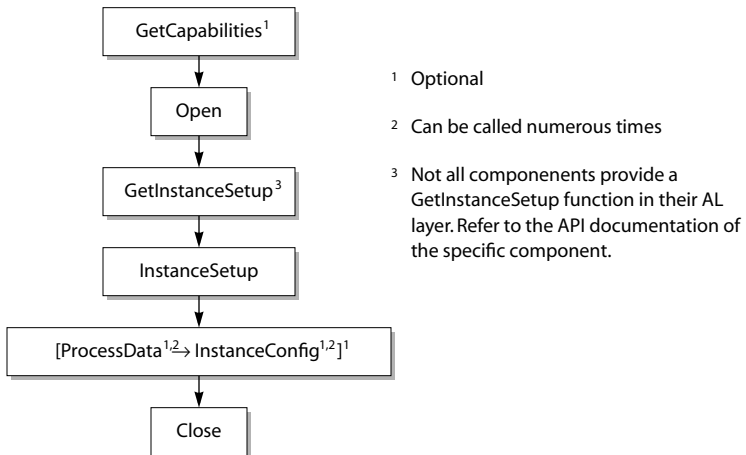 GetCapabilities¹
Open
GetInstanceSetup³
InstanceSetup
[ProcessData¹,²→ InstanceConfig¹,²]¹
Close
¹ Optional
² Can be called numerous times
³ Not all componenents provide a
GetInstanceSetup function in their AL
layer. Refer to the API documentation of
the specific component.